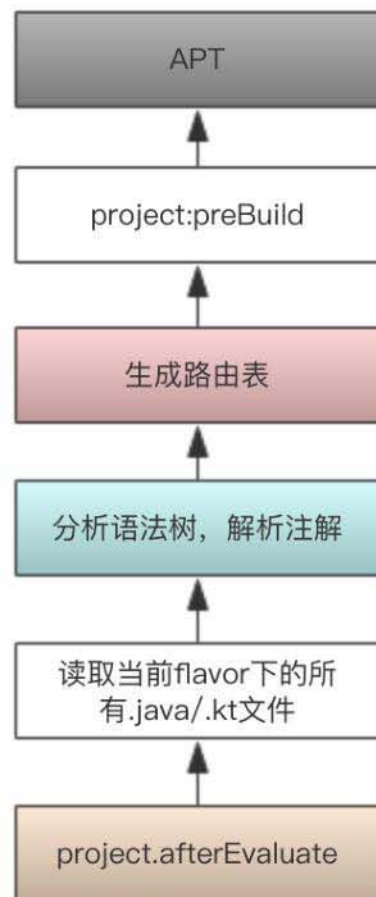 APT
project:preBuild
生成路由表
分析语法树，解析注解
读取当前flavor下的所
有.java/.kt文件
project.afterEvaluate